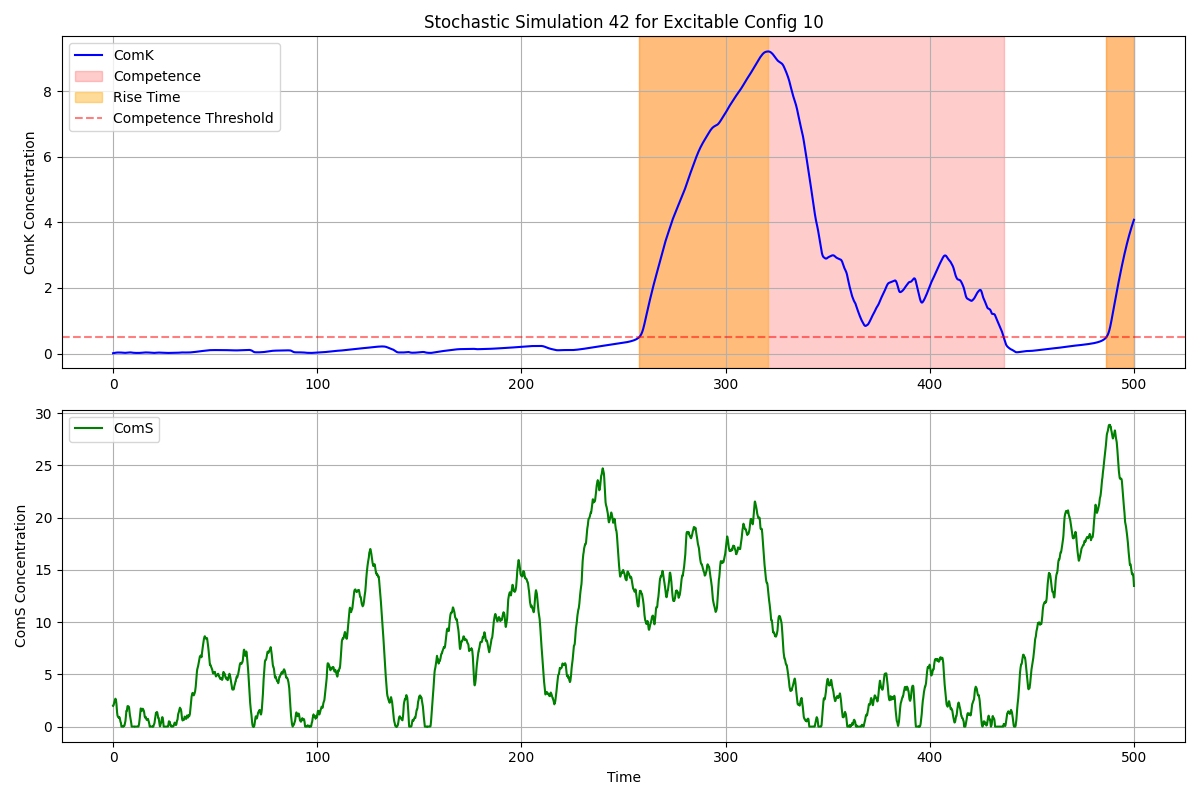 Stochastic Simulation 42 for Excitable Config 10
ComK Concentration
ComK
Competence
Rise Time
Competence Threshold
8
6
4
2
0
0 100 200 300 400 500
ComS Concentration
ComS
30
25
20
15
10
5
0
0 100 200 300 400 500
Time